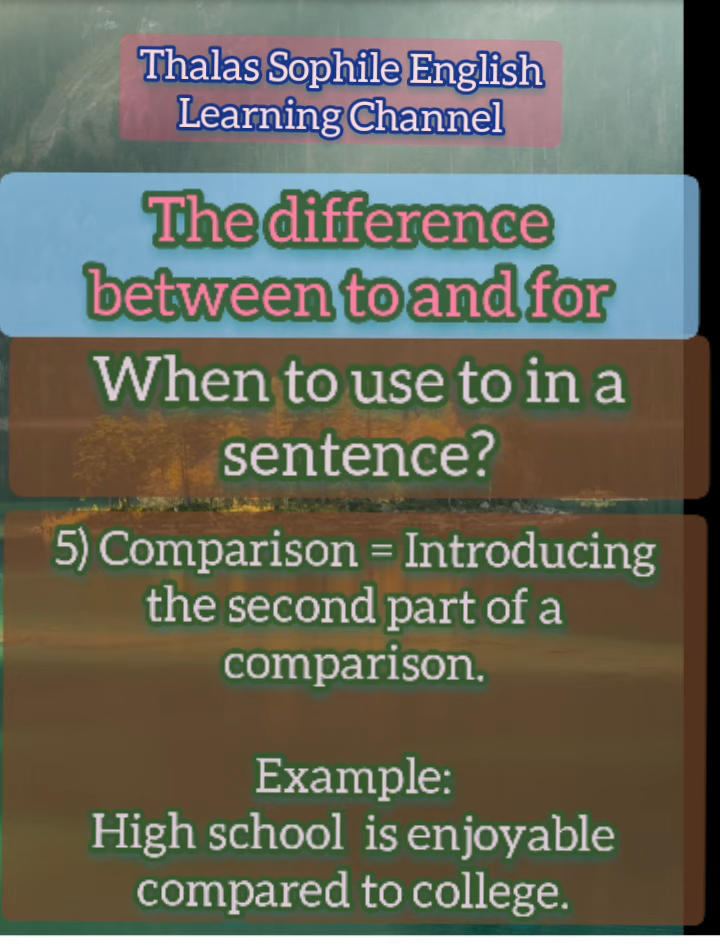 Thalas Sophile English
Learning Channel
The difference
between to and for
When to use to in a
sentence?
5) Comparison = Introducing
the second part of a
comparison.
Example:
High school  is enjoyable
compared to college.